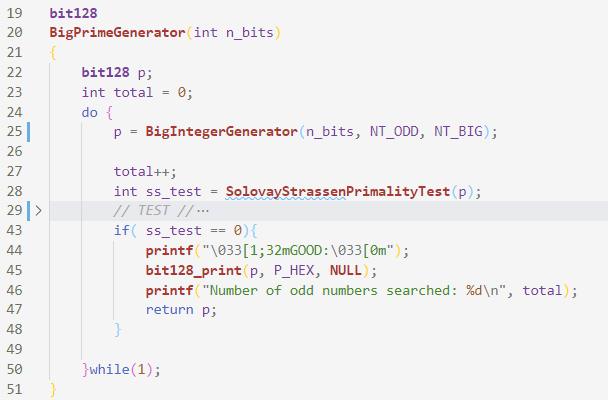 19 bit128
20 BigPrimeGenerator(int n_bits)
21 {
22     bit128 p;
23     int total = 0;
24     do {
25         p = BigIntegerGenerator(n_bits, NT_ODD, NT_BIG);
26
27         total++;
28         int ss_test = SolovayStrassenPrimalityTest(p);
29 >       // TEST //⋯
43         if( ss_test == 0){
44             printf("\033[1;32mGOOD:\033[0m");
45             bit128_print(p, P_HEX, NULL);
46             printf("Number of odd numbers searched: %d\n", total);
47             return p;
48         }
49
50     }while(1);
51 }